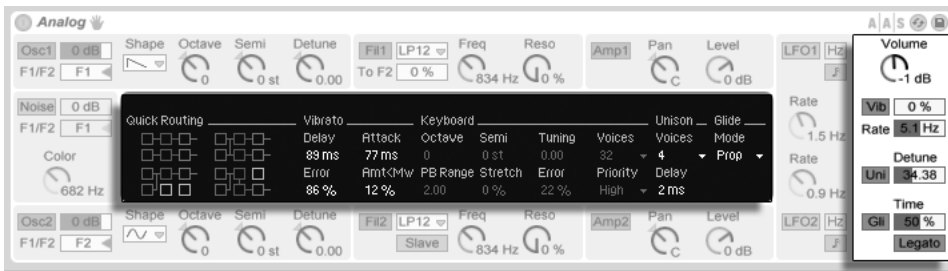 Analog A A S
Osc1 0 dB Shape Octave Semi Detune Fil1 LP12 Freq Reso Amp1 Pan Level LFO1 Hz Volume
F1/F2 F1 0 0 st 0.00 To F2 0 % 834 Hz 0 % C 0 dB -1 dB
Noise 0 dB Rate Vib 0 %
Quick Routing Vibrato Keyboard Unison Glide
F1/F2 F1 Delay Attack Octave Semi Tuning Voices Voices Mode 1.5 Hz Rate 5.1 Hz
89 ms 77 ms 0 0 st 0.00 32 4 Prop
Color Error Amt<Mw PB Range Stretch Error Priority Delay Rate Detune
682 Hz 86 % 12 % 2.00 0 % 22 % High 2 ms 0.9 Hz Uni 34.38
Osc2 0 dB Shape Octave Semi Detune Fil2 LP12 Freq Reso Amp2 Pan Level LFO2 Hz Time
Gli 50 %
F1/F2 F2 0 0 st 0.00 Slave 834 Hz 0 % C 0 dB Legato